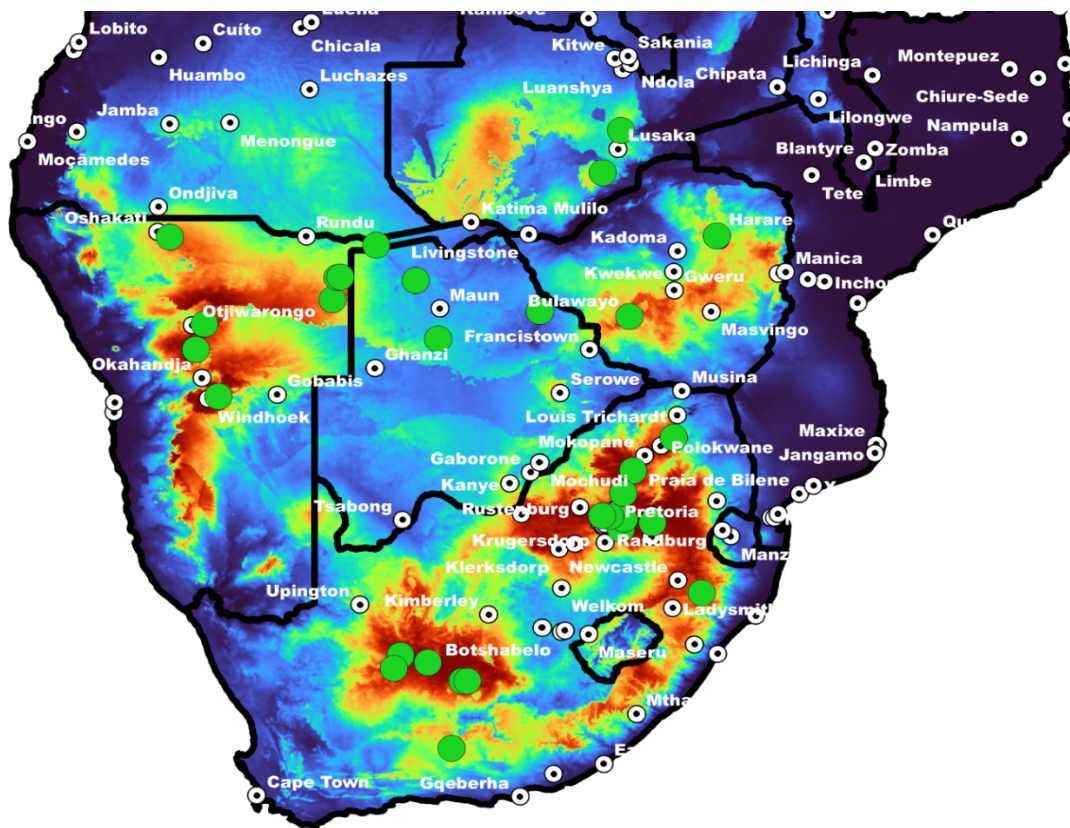 Lobito
Cuíto
Chicala
Kitwe
Sakania
Lichinga
Montepuez
Huambo
Luchazes
Luanshya
Ndola
Chipata
Chiure-Sede
Jamba
Menongue
Lusaka
Lilongwe
Nampula
Moçâmedes
Blantyre
Zomba
Limbe
Tete
Ondjiva
Oshakati
Rundu
Katima Mulilo
Harare
Livingstone
Kadoma
Manica
Kwekwe
Gweru
Maun
Bulawayo
Otjiwarongo
Francistown
Masvingo
Okahandja
Ghanzi
Gobabis
Serowe
Musina
Windhoek
Louis Trichardt
Mokopane
Polokwane
Maxixe
Gaborone
Jangamo
Kanye
Mochudi
Praia de Bilene
Tsabong
Rustenburg
Pretoria
Krugersdorp
Randburg
Klerksdorp
Newcastle
Upington
Kimberley
Welkom
Ladysmith
Botshabelo
Maseru
Cape Town
Gqeberha